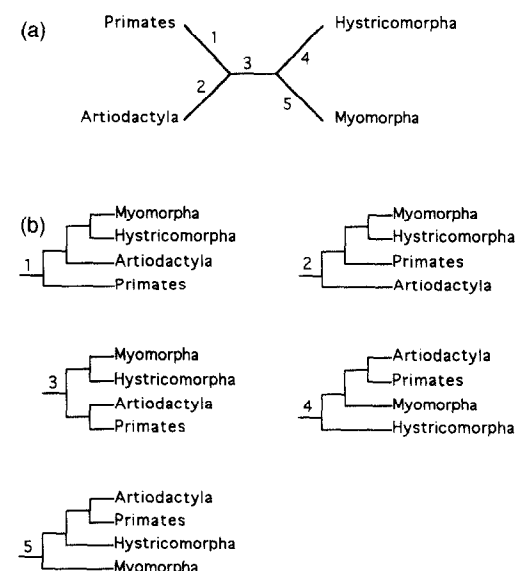 (a)
Primates
Hystricomorpha
1
3
4
2
5
Artiodactyla
Myomorpha
(b)
Myomorpha
Hystricomorpha
1
Artiodactyla
Primates
Myomorpha
Hystricomorpha
2
Primates
Artiodactyla
Myomorpha
3
Hystricomorpha
Artiodactyla
Primates
Artiodactyla
Primates
4
Myomorpha
Hystricomorpha
Artiodactyla
Primates
5
Hystricomorpha
Myomorpha